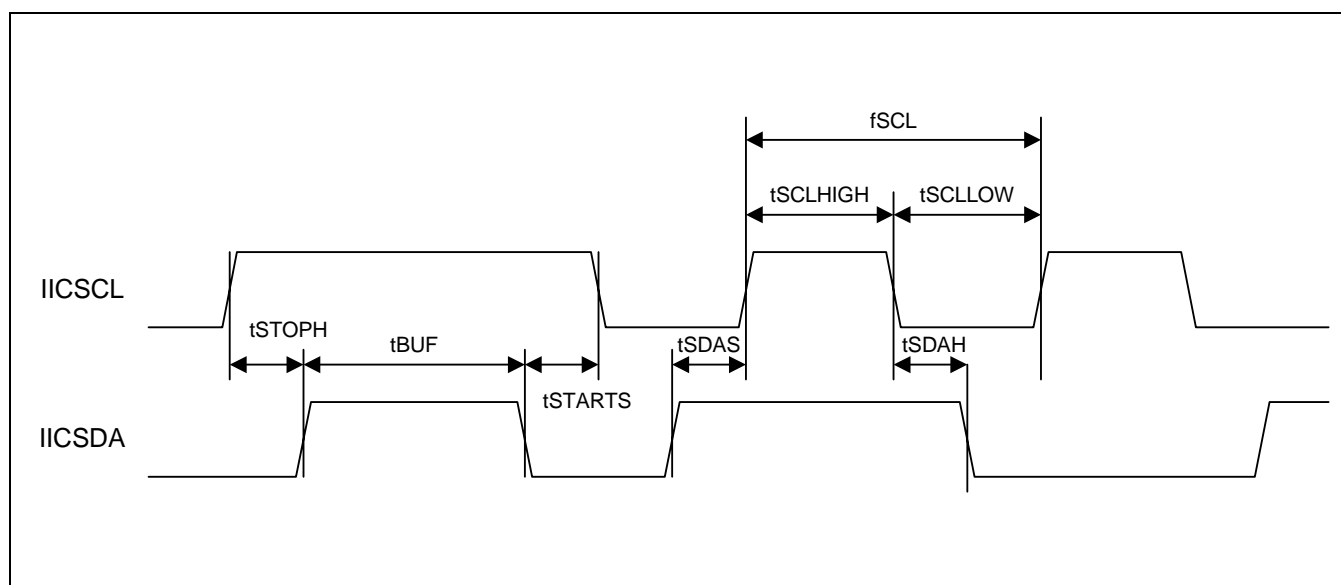 fSCL
tSCLHIGH
tSCLLOW
IICSCL
tSTOPH
tBUF
tSTARTS
tSDAS
tSDAH
IICSDA